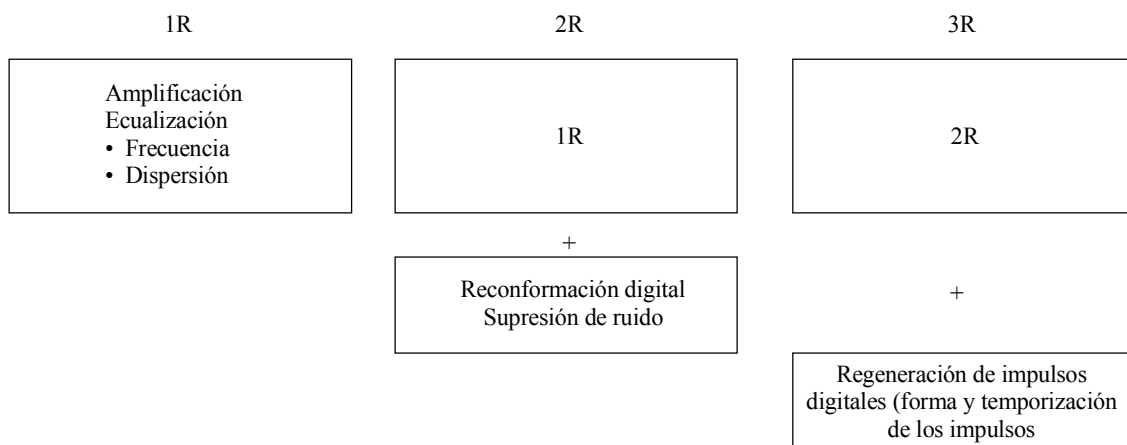 1R
Amplificación
Ecualización
• Frecuencia
• Dispersión
2R
1R
+
Reconformación digital
Supresión de ruido
3R
2R
+
Regeneración de impulsos
digitales (forma y temporización
de los impulsos